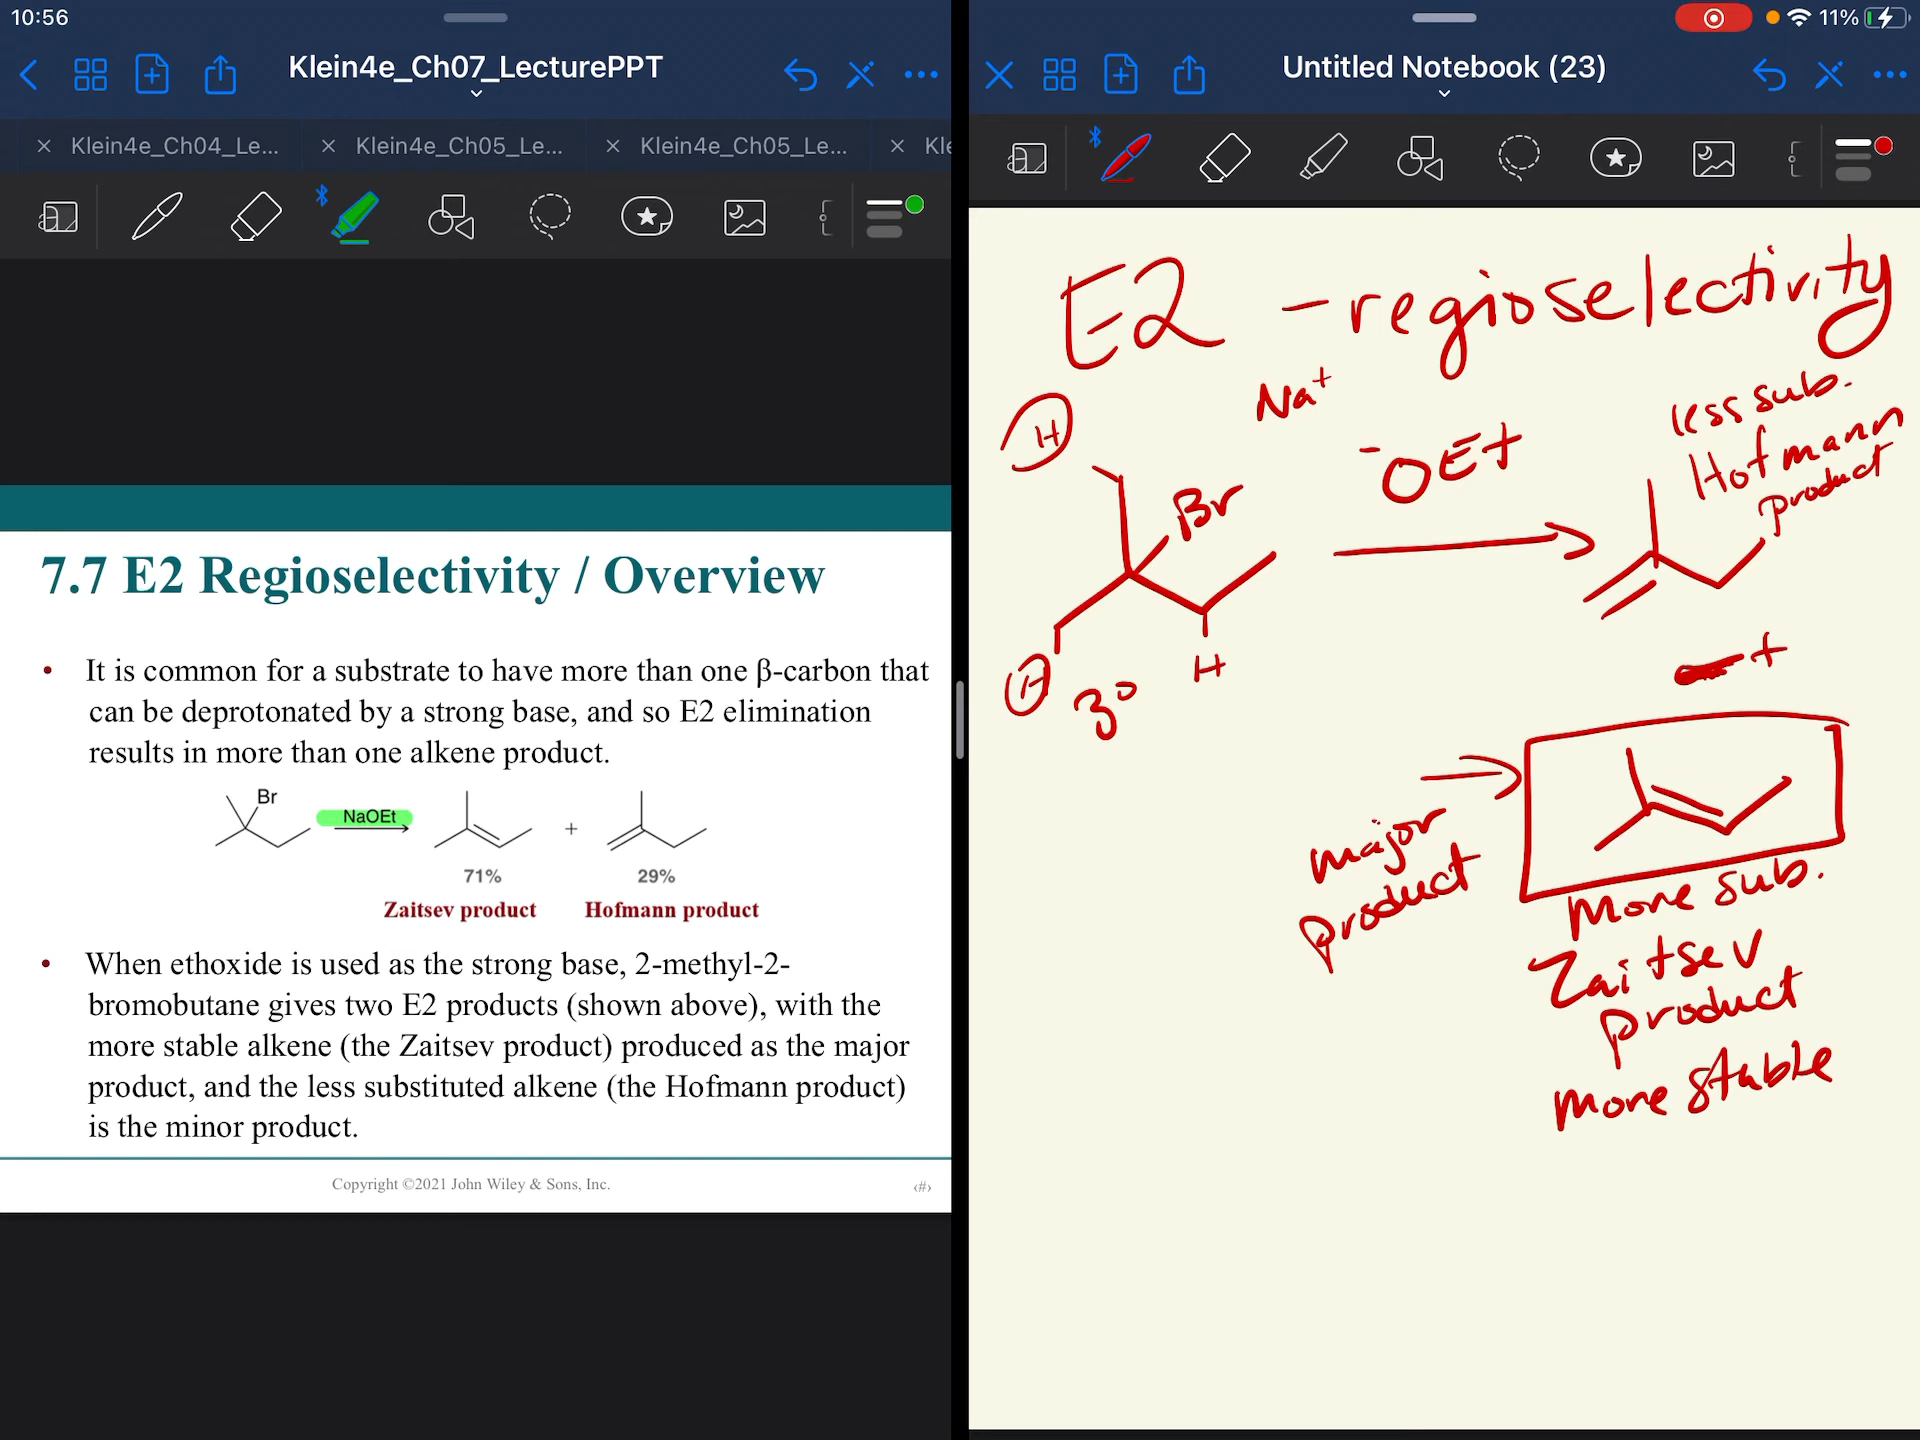 10:56
Klein4e_Ch07_LecturePPT
Klein4e_Ch04_Le...
Klein4e_Ch05_Le...
Klein4e_Ch05_Le...
Kle
7.7 E2 Regioselectivity / Overview
• It is common for a substrate to have more than one β-carbon that
can be deprotonated by a strong base, and so E2 elimination
results in more than one alkene product.
Br
NaOEt
+
71%
29%
Zaitsev product
Hofmann product
• When ethoxide is used as the strong base, 2-methyl-2-
bromobutane gives two E2 products (shown above), with the
more stable alkene (the Zaitsev product) produced as the major
product, and the less substituted alkene (the Hofmann product)
is the minor product.
Copyright ©2021 John Wiley & Sons, Inc.
‹#›
11%
Untitled Notebook (23)
E2 - regioselectivity
Na+
H
-OEt
Br
less sub.
Hofmann
product
H
H
3°
+
major
product
More sub.
Zaitsev
product
more stable